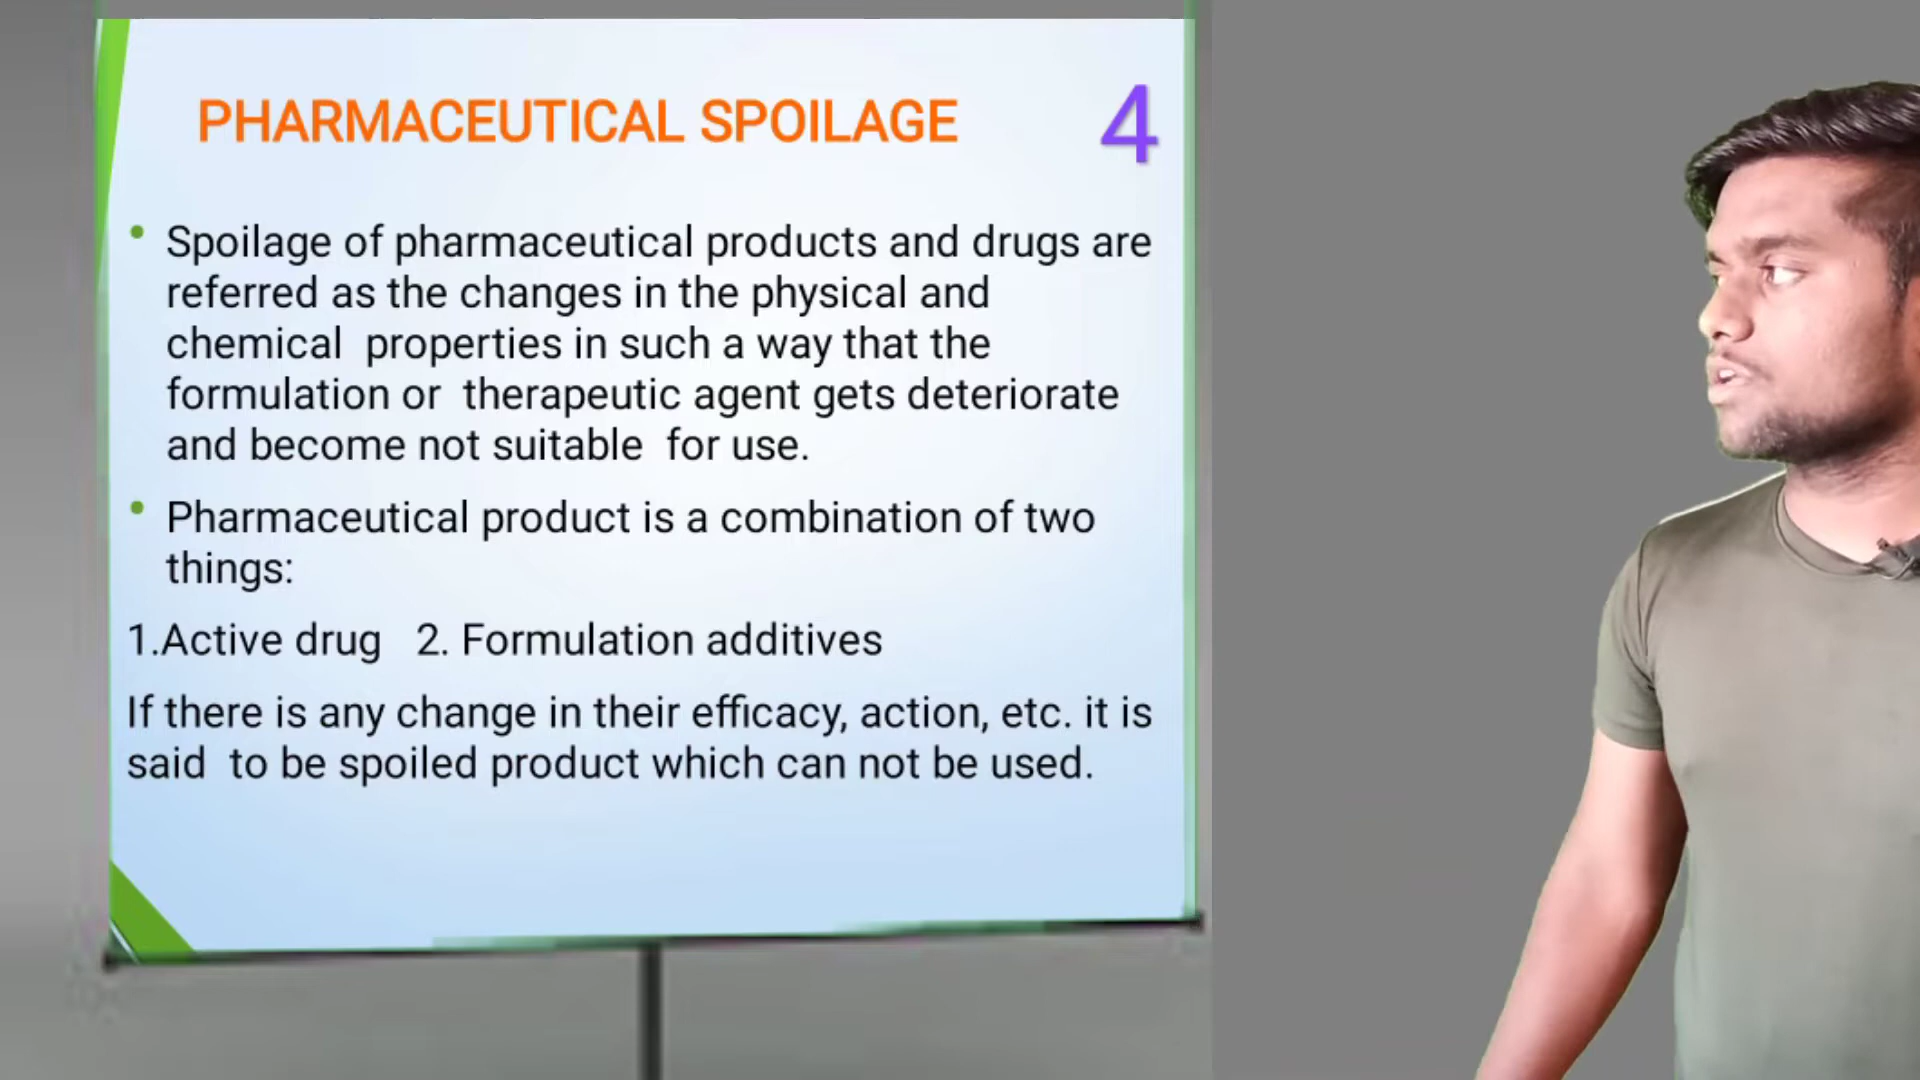 PHARMACEUTICAL SPOILAGE
4
• Spoilage of pharmaceutical products and drugs are
referred as the changes in the physical and
chemical properties in such a way that the
formulation or therapeutic agent gets deteriorate
and become not suitable for use.
• Pharmaceutical product is a combination of two
things:
1.Active drug 2. Formulation additives
If there is any change in their efficacy, action, etc. it is
said to be spoiled product which can not be used.